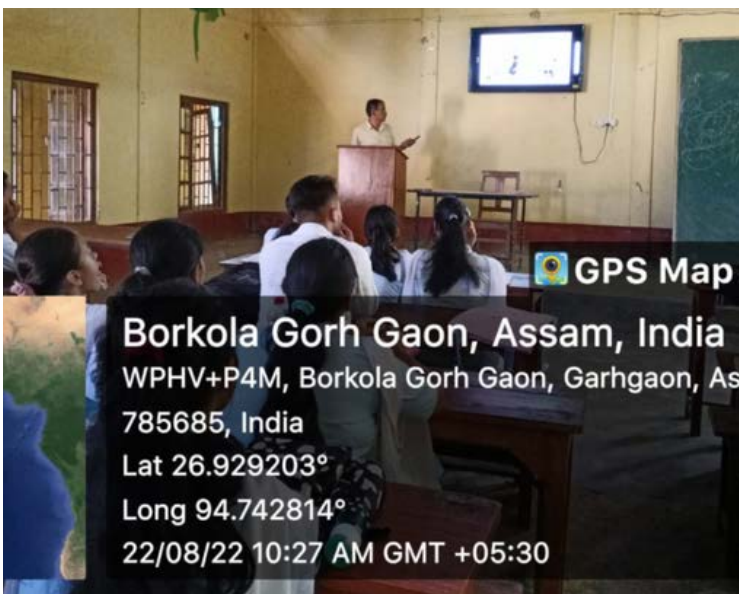 GPS Map
Borkola Gorh Gaon, Assam, India
WPHV+P4M, Borkola Gorh Gaon, Garhgaon, As
785685, India
Lat 26.929203°
Long 94.742814°
22/08/22 10:27 AM GMT +05:30